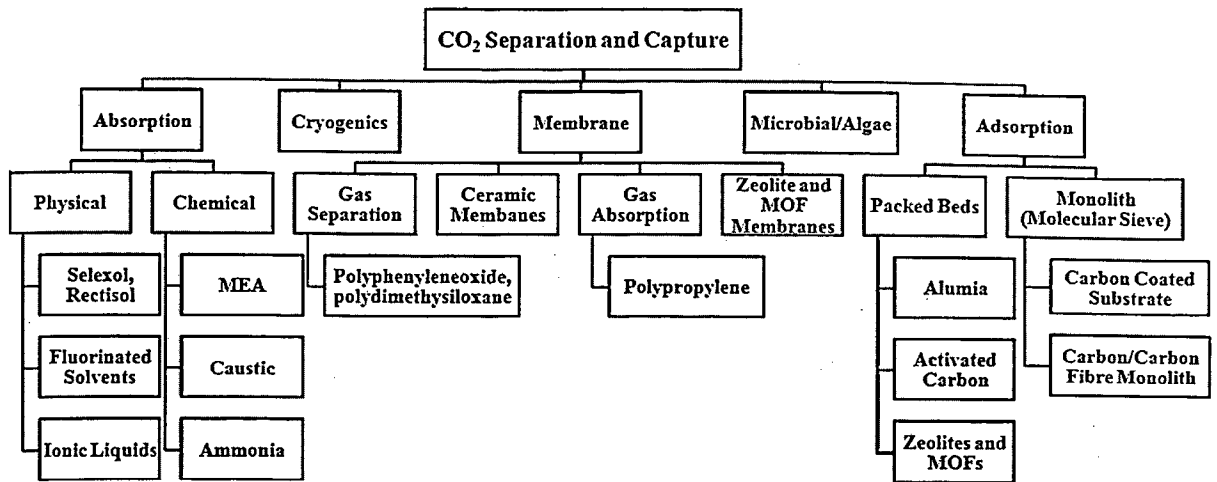 CO₂ Separation and Capture
Absorption
Cryogenics
Membrane
Microbial/Algae
Adsorption
Physical
Chemical
Gas
Separation
Ceramic
Membanes
Gas
Absorption
Zeolite and
MOF
Membranes
Packed Beds
Monolith
(Molecular Sieve)
Selexol,
Rectisol
MEA
Polyphenyleneoxide,
polydimethysiloxane
Polypropylene
Alumia
Carbon Coated
Substrate
Fluorinated
Solvents
Caustic
Activated
Carbon
Carbon/Carbon
Fibre Monolith
Ionic Liquids
Ammonia
Zeolites and
MOFs